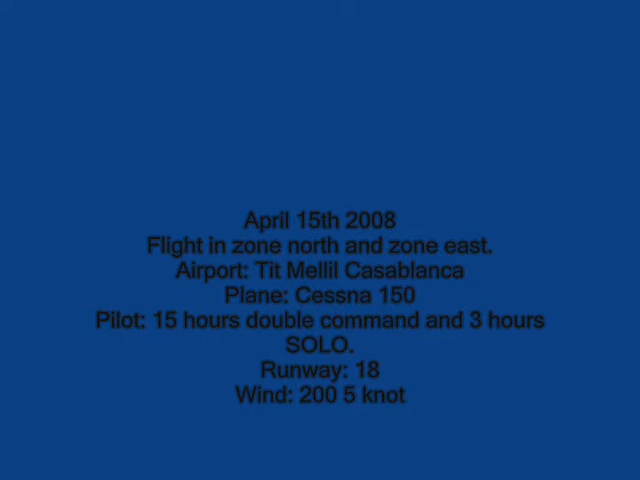 April 15th 2008
Flight in zone north and zone east.
Airport: Tit Mellil Casablanca
Plane: Cessna 150
Pilot: 15 hours double command and 3 hours
SOLO.
Runway: 18
Wind: 200 5 knot